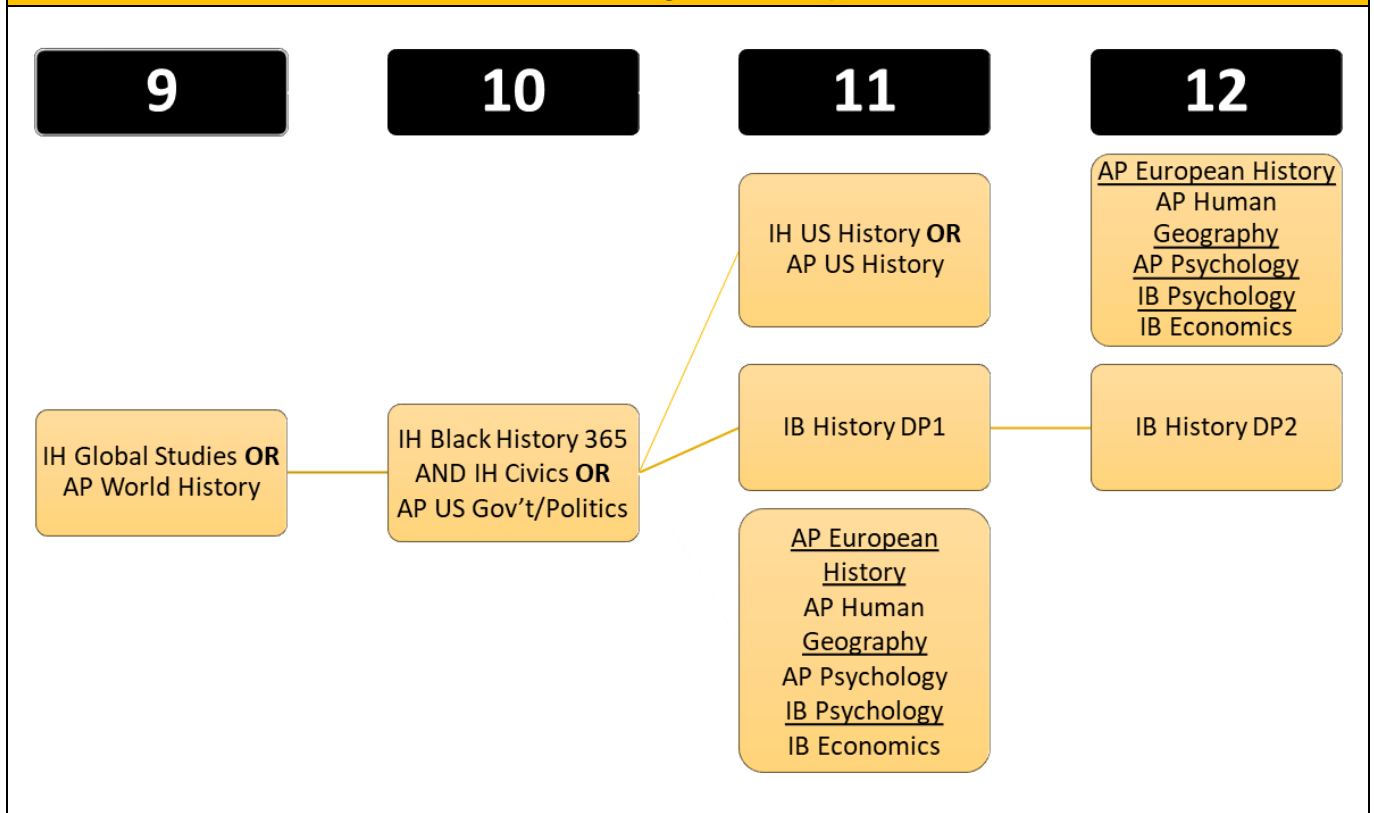 9
10
11
12
IH Global Studies OR
AP World History
IH Black History 365
AND IH Civics OR
AP US Gov't/Politics
IH US History OR
AP US History
IB History DP1
AP European
History
AP Human
Geography
AP Psychology
IB Psychology
IB Economics
AP European History
AP Human
Geography
AP Psychology
IB Psychology
IB Economics
IB History DP2